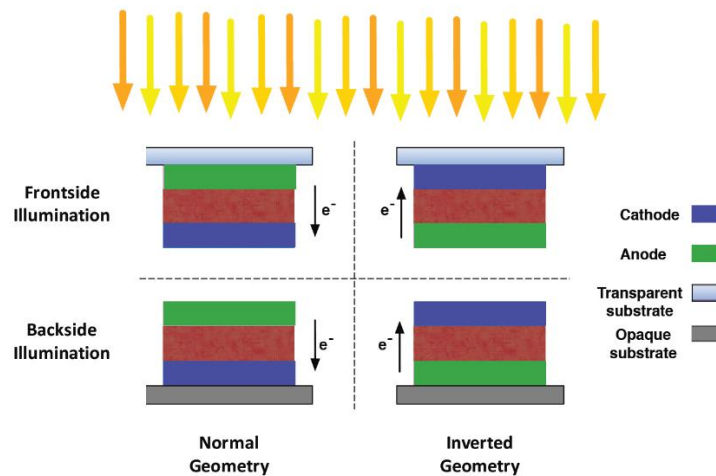 Frontside
Illumination
e-
e-
Cathode
Anode
Transparent
substrate
Opaque
substrate
Backside
Illumination
e-
e-
Normal
Geometry
Inverted
Geometry